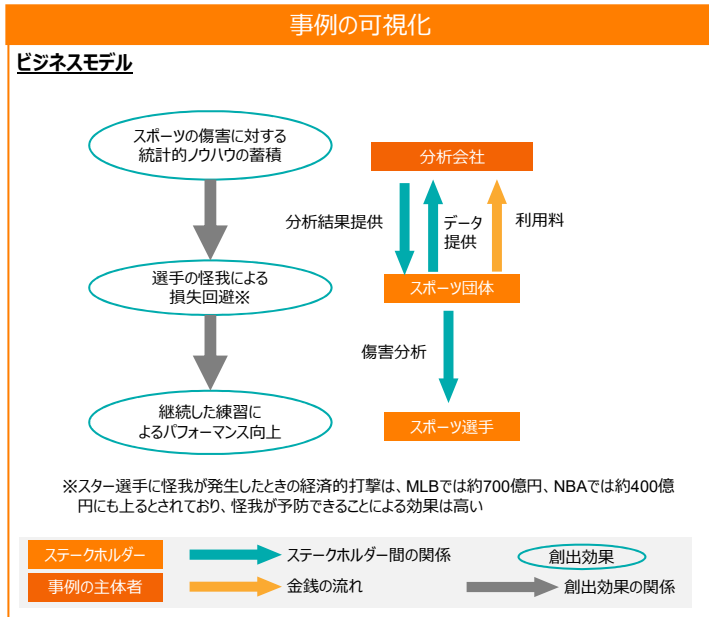 事例の可視化
ビジネスモデル
スポーツの傷害に対する
統計的ノウハウの蓄積
選手の怪我による
損失回避※
継続した練習に
よるパフォーマンス向上
分析会社
分析結果提供
データ
提供
利用料
スポーツ団体
傷害分析
スポーツ選手
※スター選手に怪我が発生したときの経済的打撃は、MLBでは約700億円、NBAでは約400億
円にも上るとされており、怪我が予防できることによる効果は高い
ステークホルダー
ステークホルダー間の関係
創出効果
事例の主体者
金銭の流れ
創出効果の関係